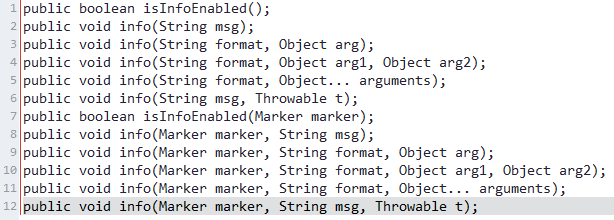 1 public boolean isInfoEnabled();
2 public void info(String msg);
3 public void info(String format, Object arg);
4 public void info(String format, Object arg1, Object arg2);
5 public void info(String format, Object... arguments);
6 public void info(String msg, Throwable t);
7 public boolean isInfoEnabled(Marker marker);
8 public void info(Marker marker, String msg);
9 public void info(Marker marker, String format, Object arg);
10 public void info(Marker marker, String format, Object arg1, Object arg2);
11 public void info(Marker marker, String format, Object... arguments);
12 public void info(Marker marker, String msg, Throwable t);